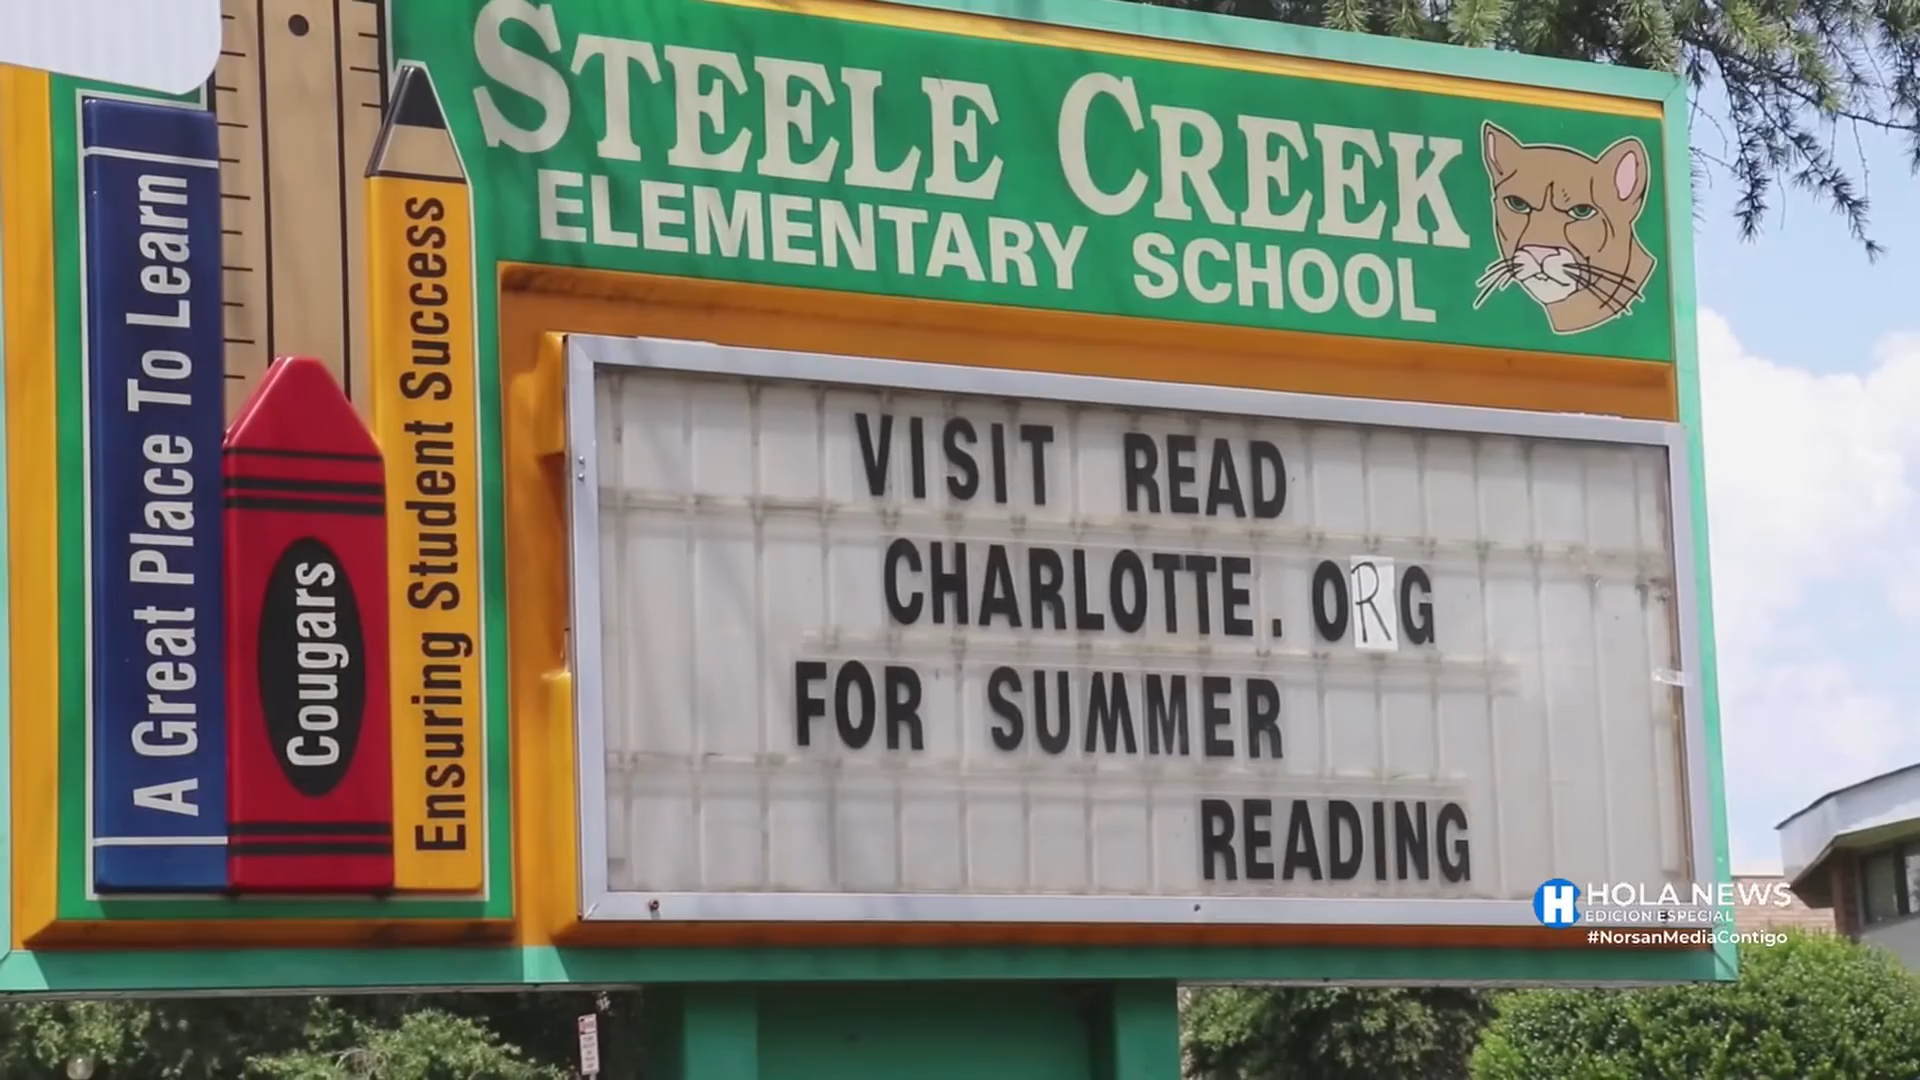 STEELE CREEK
ELEMENTARY SCHOOL
A Great Place To Learn
Cougars
Ensuring Student Success
VISIT READ
CHARLOTTE. ORG
FOR SUMMER
READING
H HOLA NEWS
EDICIÓN ESPECIAL
#NorsanMediaContigo